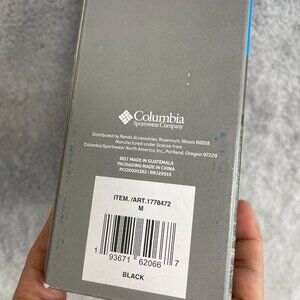 Columbia
Sportswear Company
Distributed by Randa Accessories, Rosemont, Illinois 60018
Manufactured under license from
Columbia Sportswear North America, Inc., Portland, Oregon 97229
BELT MADE IN GUATEMALA
PACKAGING MADE IN CHINA
PCOX000362 / RN129919
ITEM. /ART.1778472
M
1 93671 62066 7
BLACK